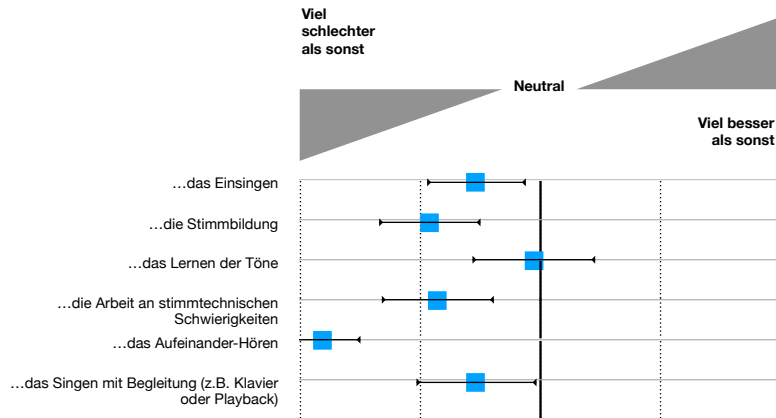 Viel
schlechter
als sonst
Neutral
Viel besser
als sonst
…das Einsingen
…die Stimmbildung
…das Lernen der Töne
…die Arbeit an stimmtechnischen
Schwierigkeiten
…das Aufeinander-Hören
…das Singen mit Begleitung (z.B. Klavier
oder Playback)